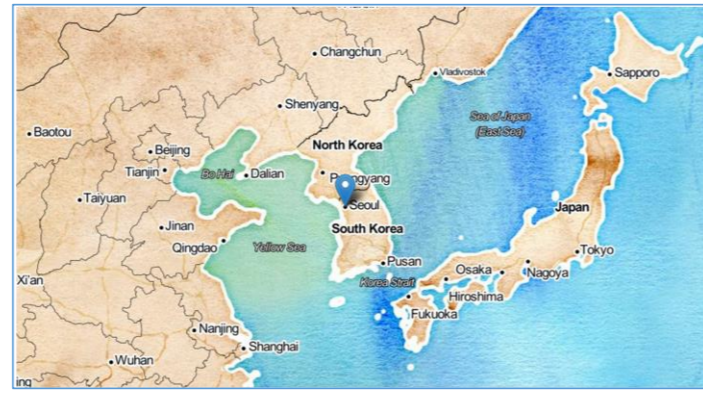 Changchun
Vladivostok
Sapporo
Shenyang
Sea of Japan
(East Sea)
Baotou
Beijing
North Korea
Tianjin
Bo Hai
Dalian
Taiyuan
Seoul
Japan
Jinan
South Korea
Qingdao
Yellow Sea
Tokyo
Pusan
Osaka
Nagoya
Xi'an
Korea Strait
Hiroshima
Fukuoka
Nanjing
Shanghai
Wuhan
ing